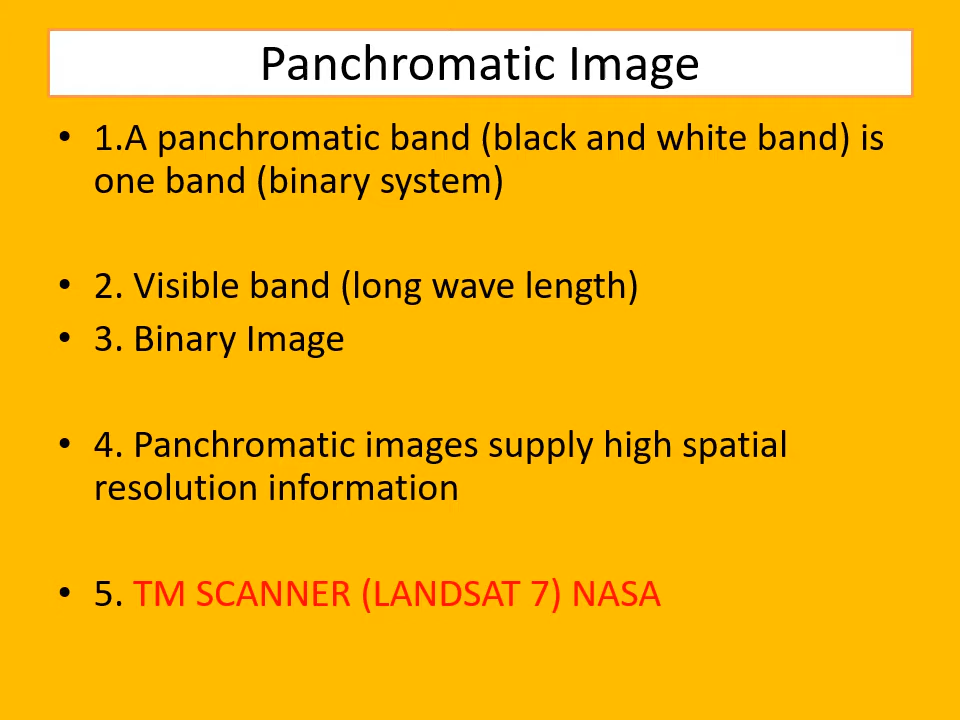 Panchromatic Image
• 1.A panchromatic band (black and white band) is
one band (binary system)
• 2. Visible band (long wave length)
• 3. Binary Image
• 4. Panchromatic images supply high spatial
resolution information
• 5. TM SCANNER (LANDSAT 7) NASA